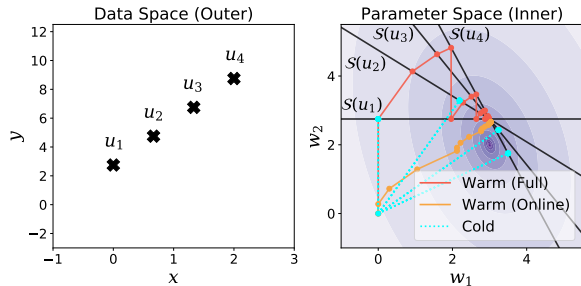 Data Space (Outer)
12
10
8
6
4
2
0
−2
y
u₁
u₂
u₃
u₄
−1
0
1
2
3
x
Parameter Space (Inner)
S(u₃)
S(u₄)
S(u₂)
S(u₁)
4
2
0
w₂
Warm (Full)
Warm (Online)
Cold
0
2
4
w₁